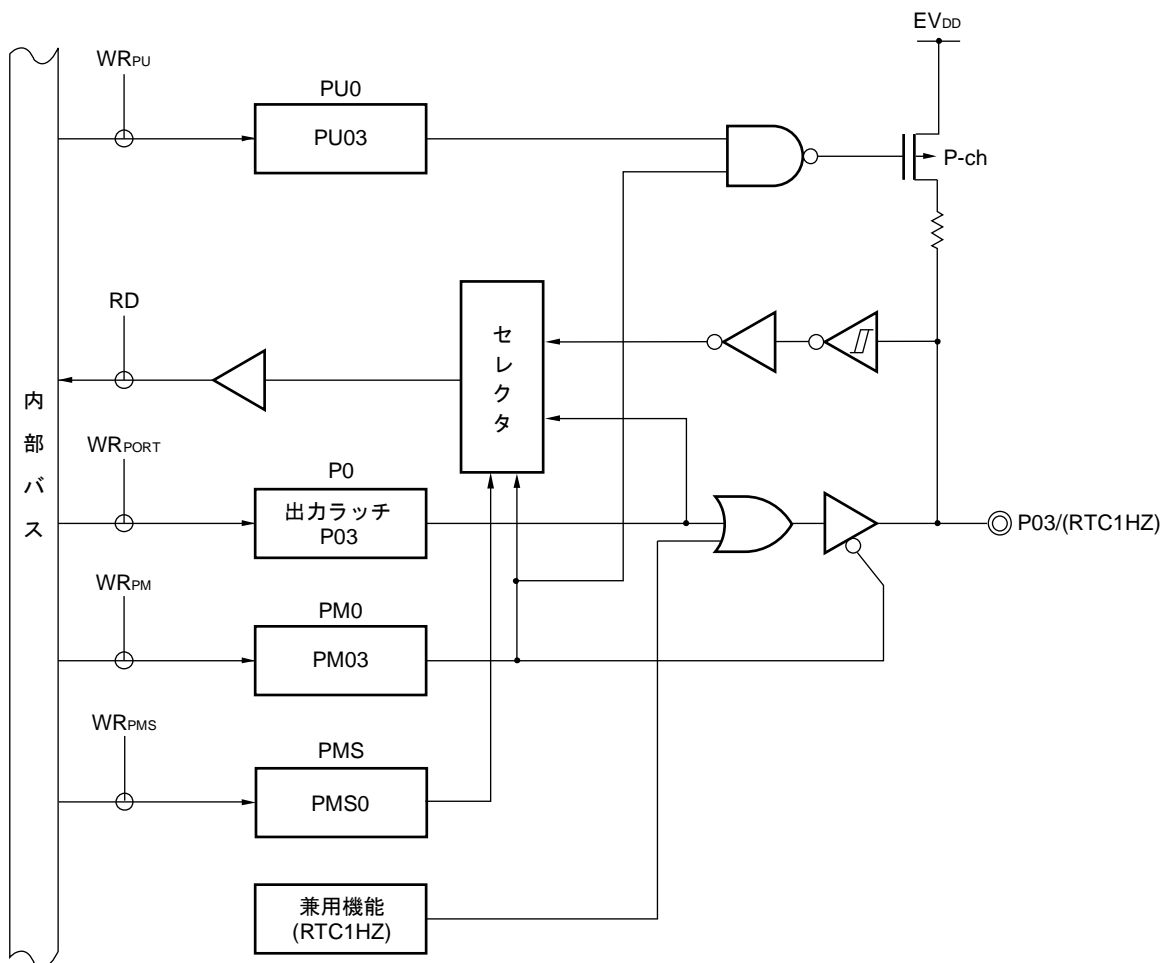 EVDD
WRPU
PU0
PU03
P-ch
RD
セレクタ
内部バス
WRPORT
P0
出力ラッチ
P03
P03/(RTC1HZ)
WRPM
PM0
PM03
WRPMS
PMS
PMS0
兼用機能
(RTC1HZ)